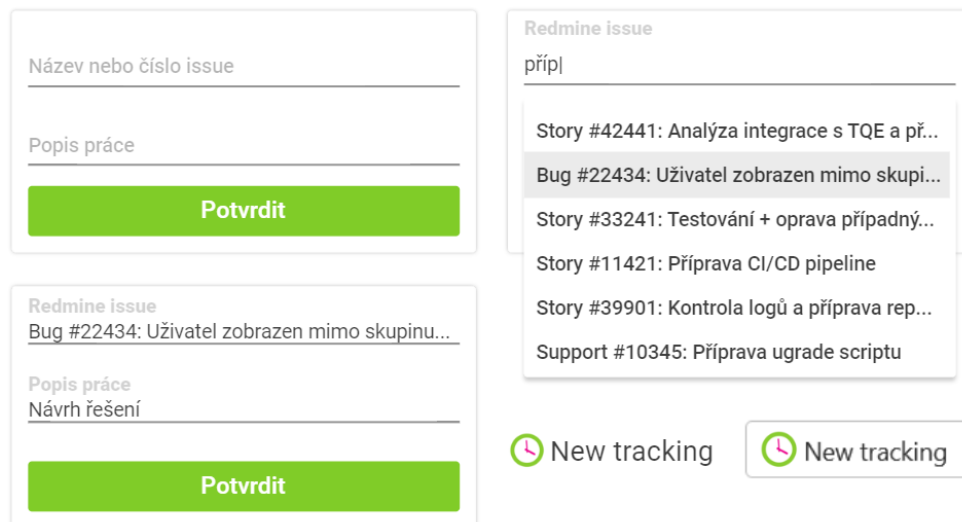 Název nebo číslo issue
Popis práce
Potvrdit
Redmine issue
příp|
Story #42441: Analýza integrace s TQE a př...
Bug #22434: Uživatel zobrazen mimo skupi...
Story #33241: Testování + oprava případný...
Story #11421: Příprava CI/CD pipeline
Story #39901: Kontrola logů a příprava rep...
Support #10345: Příprava ugrade scriptu
Redmine issue
Bug #22434: Uživatel zobrazen mimo skupinu...
Popis práce
Návrh řešení
Potvrdit
New tracking
New tracking